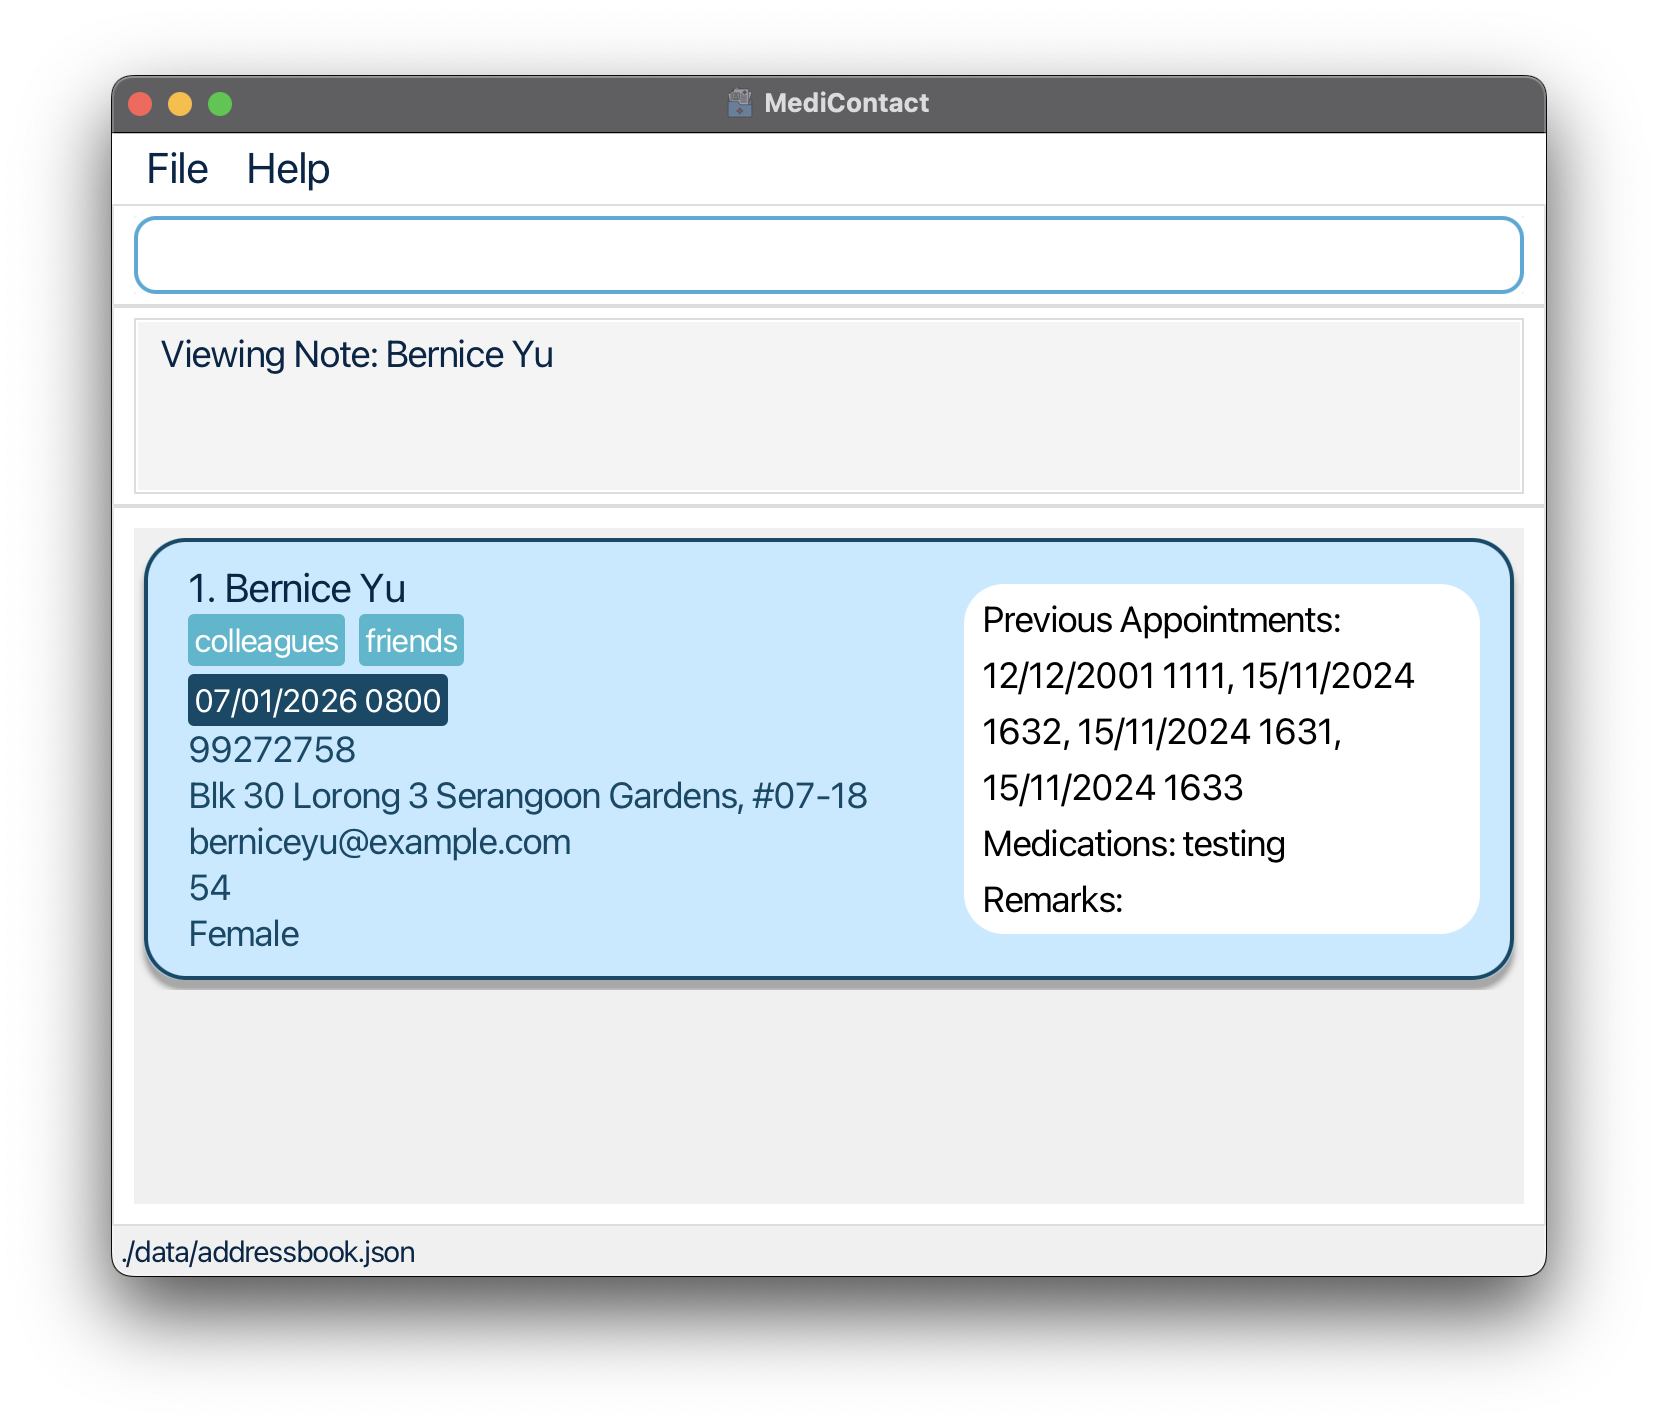 MediContact
File Help
Viewing Note: Bernice Yu
1. Bernice Yu
colleagues friends
07/01/2026 0800
99272758
Blk 30 Lorong 3 Serangoon Gardens, #07-18
berniceyu@example.com
54
Female
Previous Appointments:
12/12/2001 1111, 15/11/2024
1632, 15/11/2024 1631,
15/11/2024 1633
Medications: testing
Remarks:
./data/addressbook.json